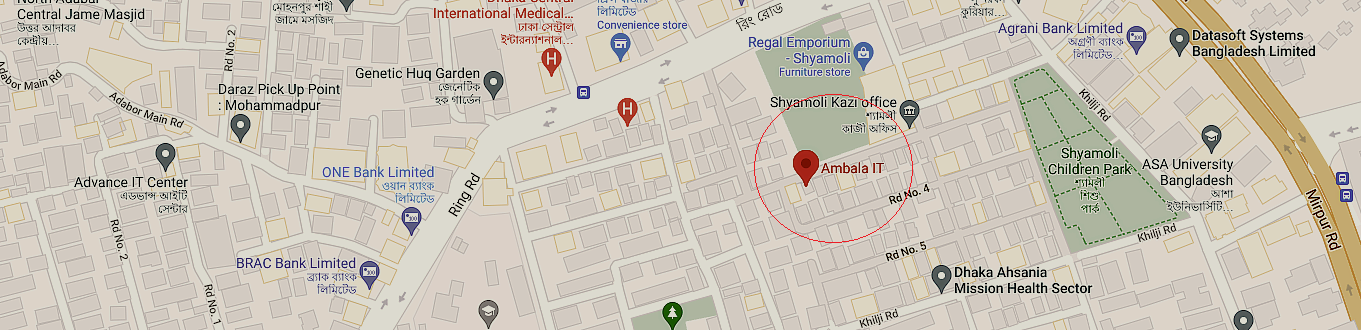 Central Jame Masjid
উত্তর আদাবর
কেন্দ্রীয়...
মোহনপুর শাহী
জামে মসজিদ
Rd No. 2
Adabor Main Rd
Adabor Main Rd
International Medical...
ঢাকা সেন্ট্রাল
ইন্টারন্যাশনাল...
H
লিমিটেড
Convenience store
রিং রোড
Regal Emporium
- Shyamoli
Furniture store
কুরিয়ার...
Agrani Bank Limited
অগ্রণী ব্যাংক
লিমিটেড
Datasoft Systems
Bangladesh Limited
Genetic Huq Garden
জেনেটিক
হক গার্ডেন
Daraz Pick Up Point
: Mohammadpur
H
Shyamoli Kazi office
শ্যামলী
কাজী অফিস
Khilji Rd
Ambala IT
Shyamoli
Children Park
শ্যামলী
শিশু
পার্ক
ASA University
Bangladesh
আশা
ইউনিভার্সিটি...
Advance IT Center
এডভান্স আইটি
সেন্টার
ONE Bank Limited
ওয়ান ব্যাংক
লিমিটেড
Ring Rd
Rd No. 4
Mirpur Rd
Rd No. 2
Rd No. 5
Khilji Rd
BRAC Bank Limited
ব্র্যাক ব্যাংক
লিমিটেড
Rd No. 1
Dhaka Ahsania
Mission Health Sector
Khilji Rd